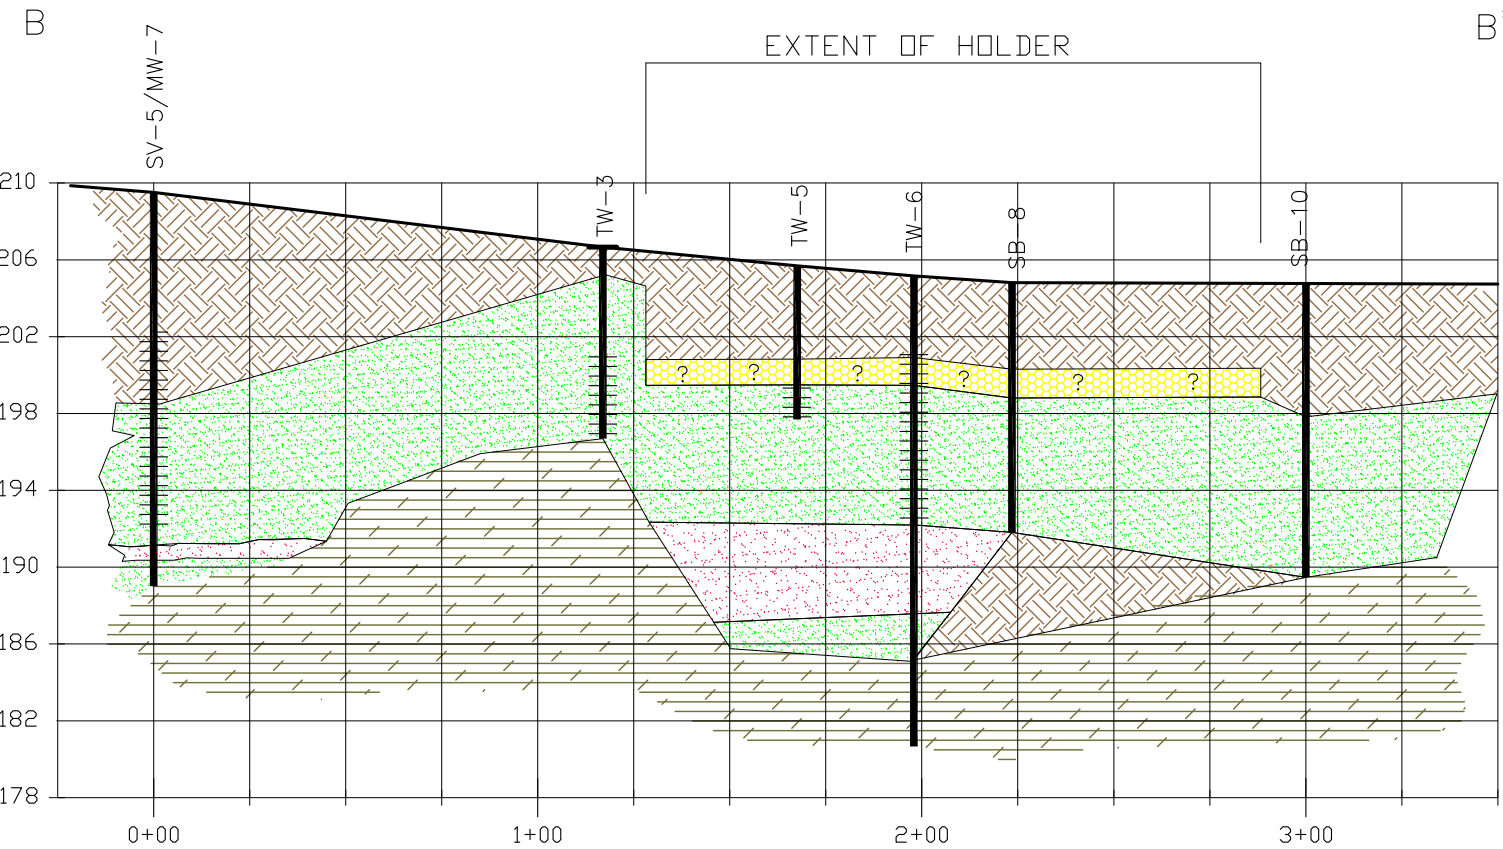 B
B'
EXTENT OF HOLDER
SV-5/MW-7
TW-3
TW-5
TW-6
SB-8
SB-10
210
206
202
198
194
190
186
182
178
? ? ? ? ? ?
0+00 1+00 2+00 3+00